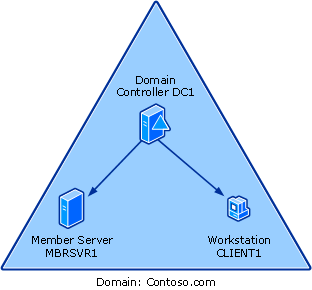 Domain
Controller DC1
Member Server
MBRSVR1
Workstation
CLIENT1
Domain: Contoso.com